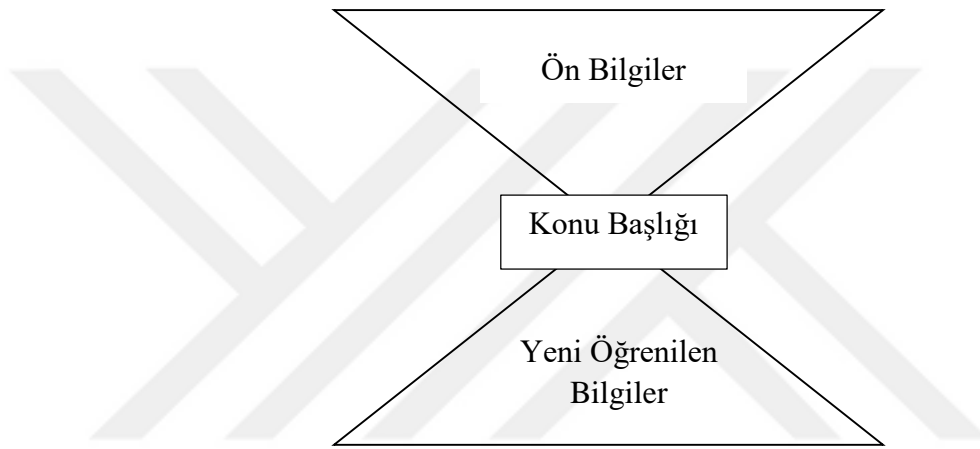 Ön Bilgiler
Konu Başlığı
Yeni Öğrenilen
Bilgiler